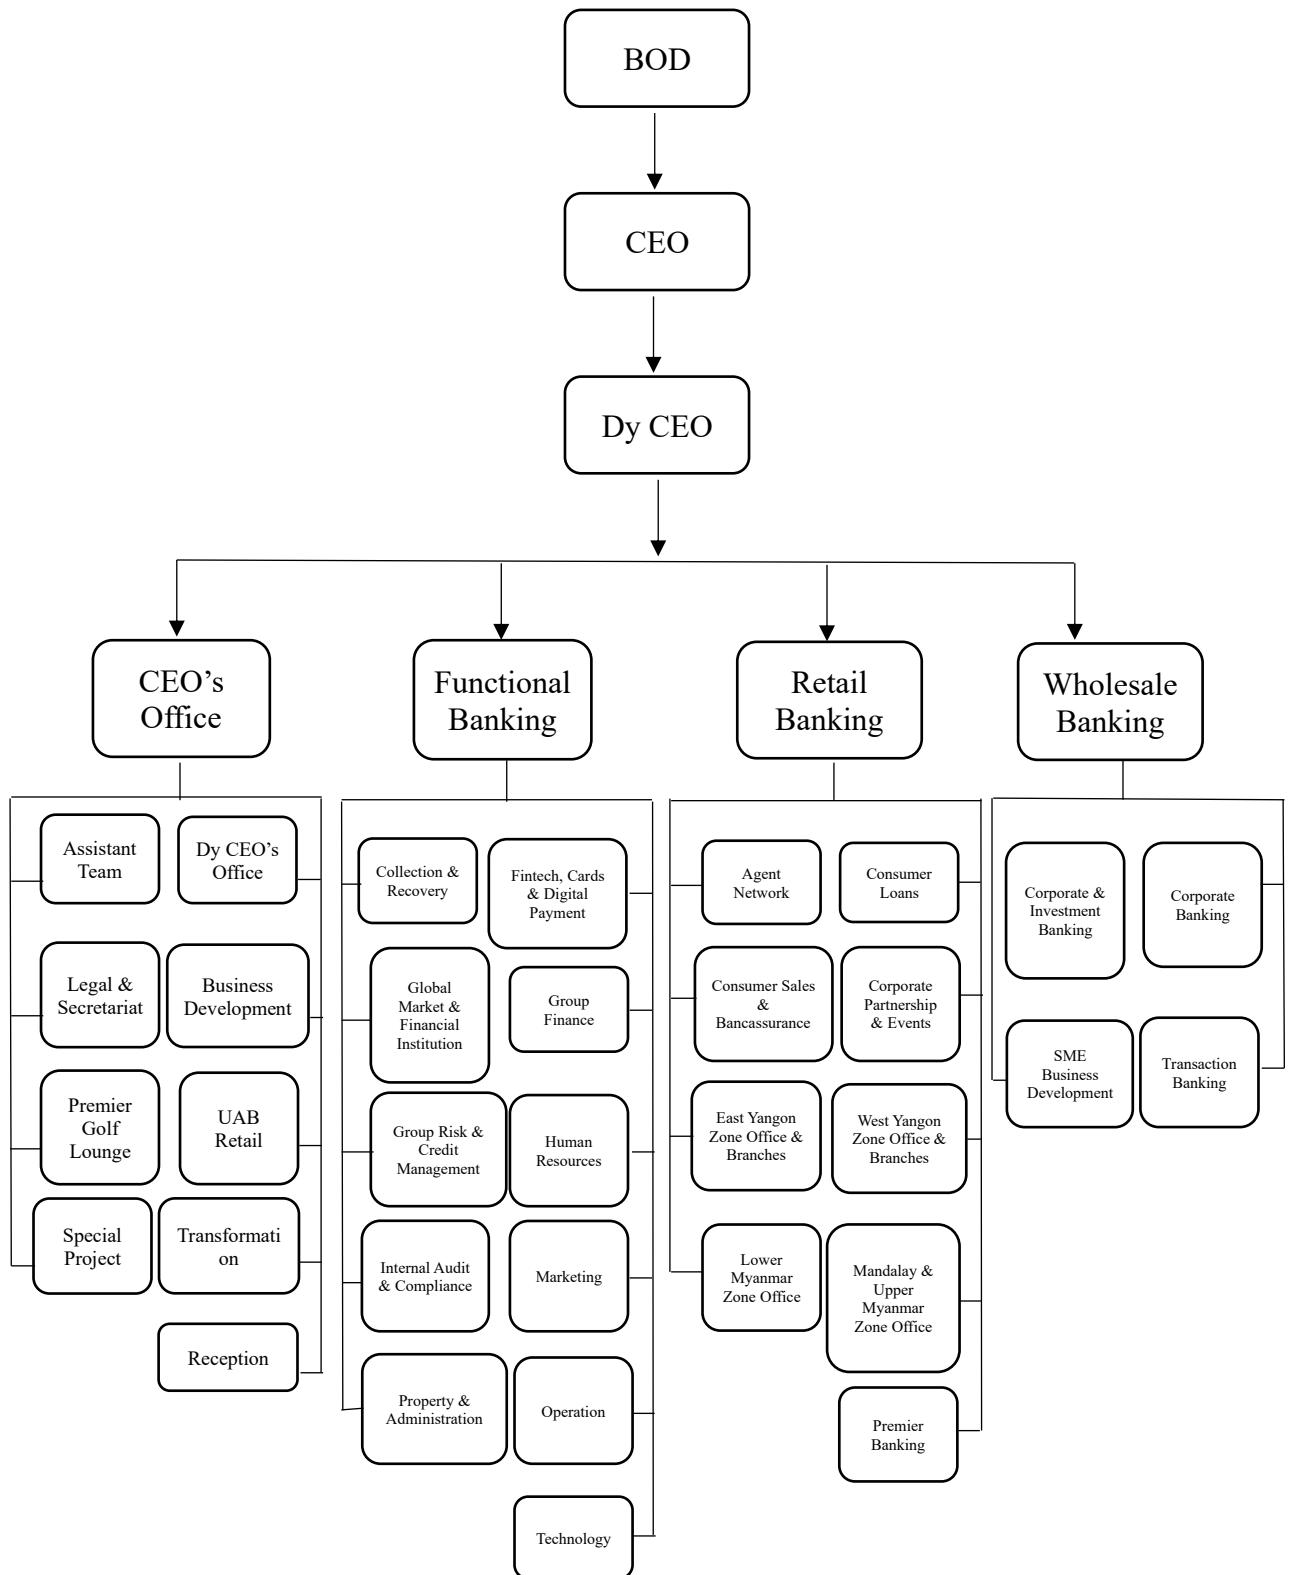 BOD
CEO
Dy CEO
CEO’s
Office
Functional
Banking
Retail
Banking
Wholesale
Banking
Assistant
Team
Dy CEO’s
Office
Legal &
Secretariat
Business
Development
Premier
Golf
Lounge
UAB
Retail
Special
Project
Transformati
on
Reception
Collection &
Recovery
Fintech, Cards
& Digital
Payment
Global
Market &
Financial
Institution
Group
Finance
Group Risk &
Credit
Management
Human
Resources
Internal Audit
& Compliance
Marketing
Property &
Administration
Operation
Technology
Agent
Network
Consumer
Loans
Consumer Sales
&
Bancassurance
Corporate
Partnership
& Events
East Yangon
Zone Office &
Branches
West Yangon
Zone Office &
Branches
Lower
Myanmar
Zone Office
Mandalay &
Upper
Myanmar
Zone Office
Premier
Banking
Corporate &
Investment
Banking
Corporate
Banking
SME
Business
Development
Transaction
Banking